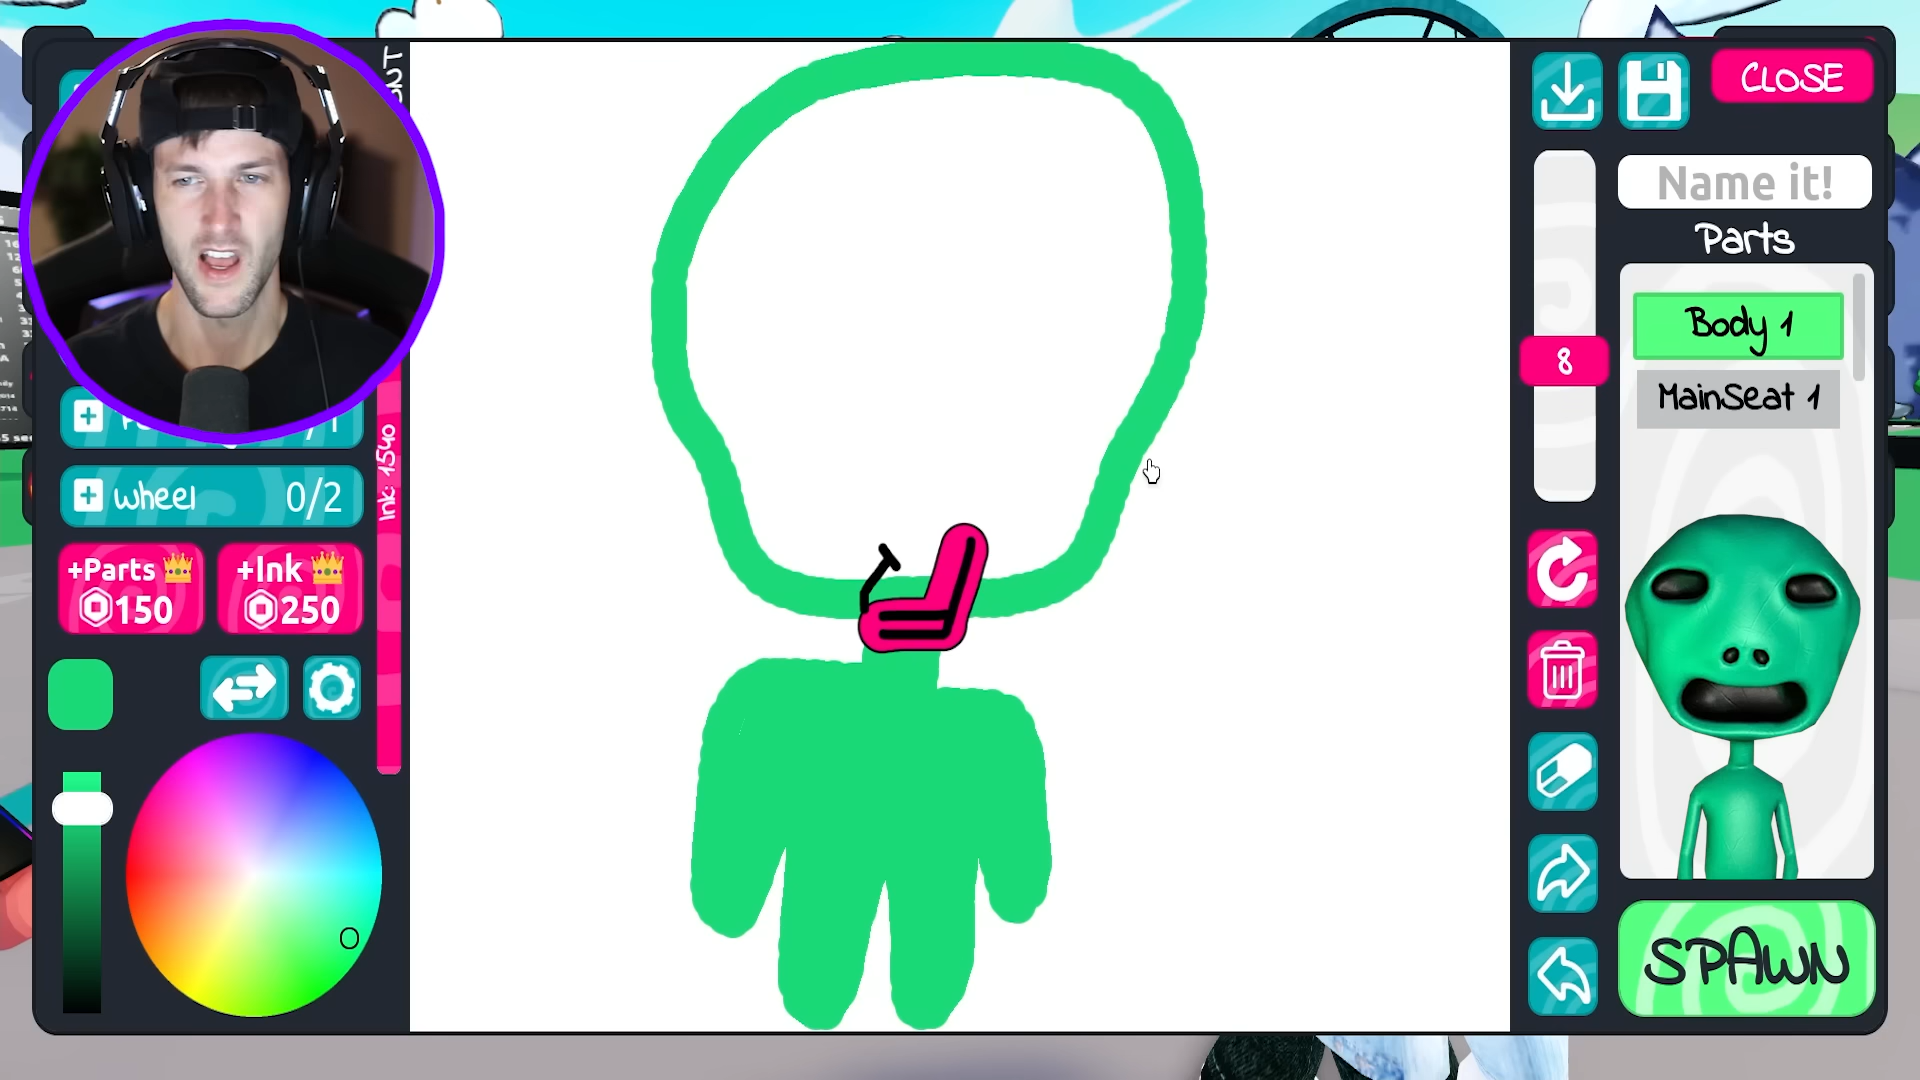 CLOSE
Name it!
Parts
Body 1
MainSeat 1
8
Ink: 1540
wheel 0/2
+Parts 150
+Ink 250
SPAWN